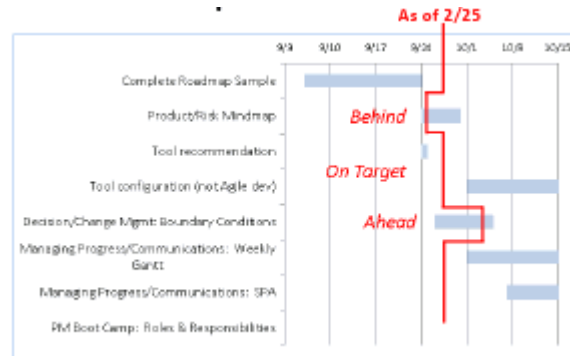 As of 2/25
9/3 9/10 9/17 9/24 10/1 10/8 10/15
Complete Roadmap Sample
Product/Risk Mindmap
Behind
Tool recommendation
On Target
Tool configuration (not Agile dev)
Decision/Change Mgmt: Boundary Conditions
Ahead
Managing Progress/Communications: Weekly
Gantt
Managing Progress/Communications: SPA
PM Boot Camp: Roles & Responsibilities